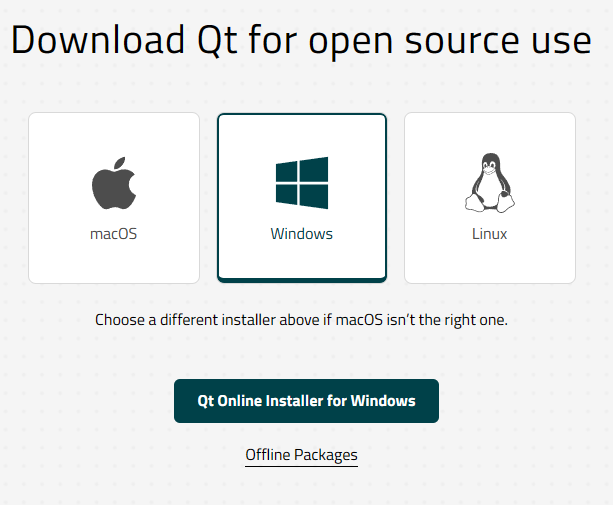 Download Qt for open source use
macOS
Windows
Linux
Choose a different installer above if macOS isn’t the right one.
Qt Online Installer for Windows
Offline Packages